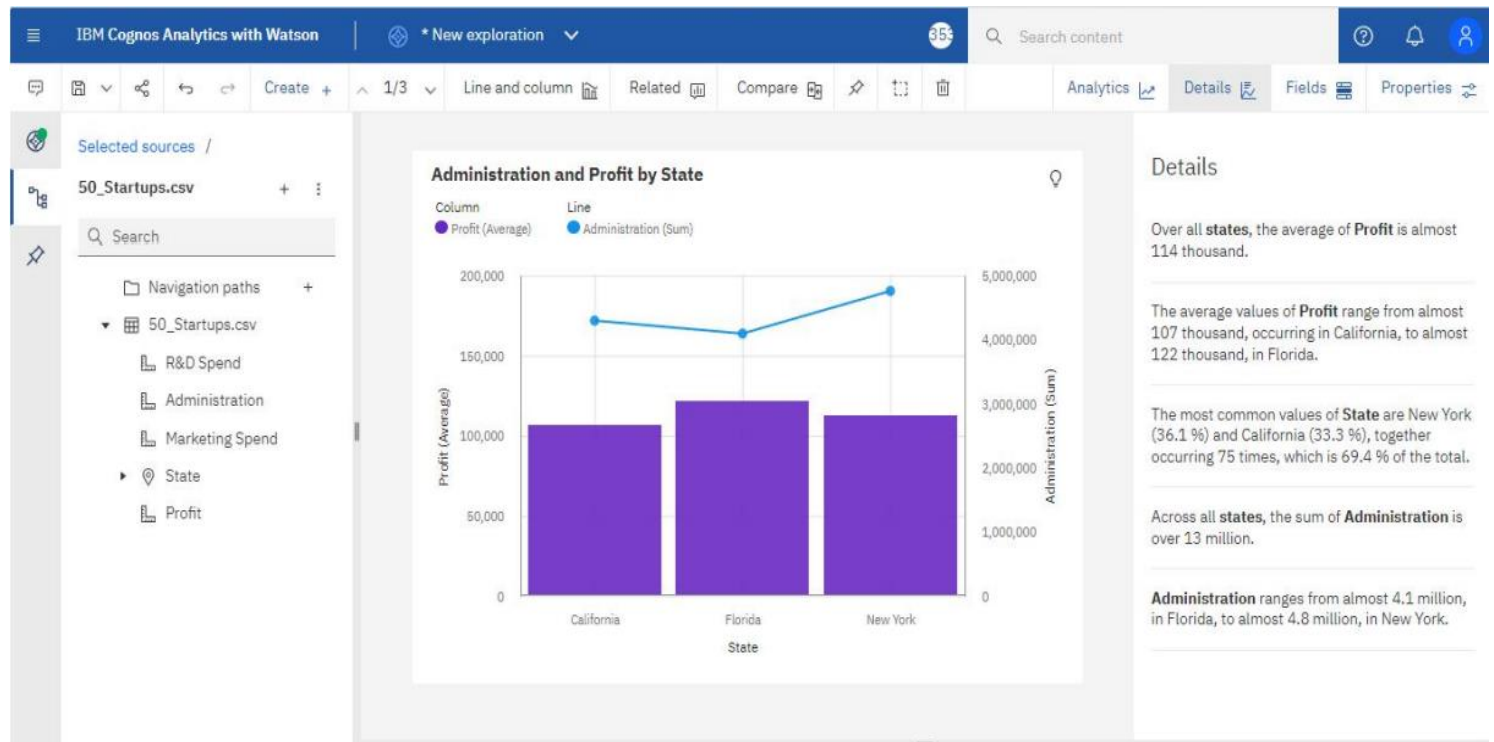 IBM Cognos Analytics with Watson
* New exploration
Search content
Create +
1/3
Line and column
Related
Compare
Analytics
Details
Fields
Properties
Selected sources /
50_Startups.csv
Search
Navigation paths
50_Startups.csv
R&D Spend
Administration
Marketing Spend
State
Profit
Administration and Profit by State
Column
Line
Profit (Average)
Administration (Sum)
200,000
150,000
100,000
50,000
0
Profit (Average)
5,000,000
4,000,000
3,000,000
2,000,000
1,000,000
0
Administration (Sum)
California
Florida
New York
State
Details
Over all states, the average of Profit is almost
114 thousand.
The average values of Profit range from almost
107 thousand, occurring in California, to almost
122 thousand, in Florida.
The most common values of State are New York
(36.1 %) and California (33.3 %), together
occurring 75 times, which is 69.4 % of the total.
Across all states, the sum of Administration is
over 13 million.
Administration ranges from almost 4.1 million,
in Florida, to almost 4.8 million, in New York.